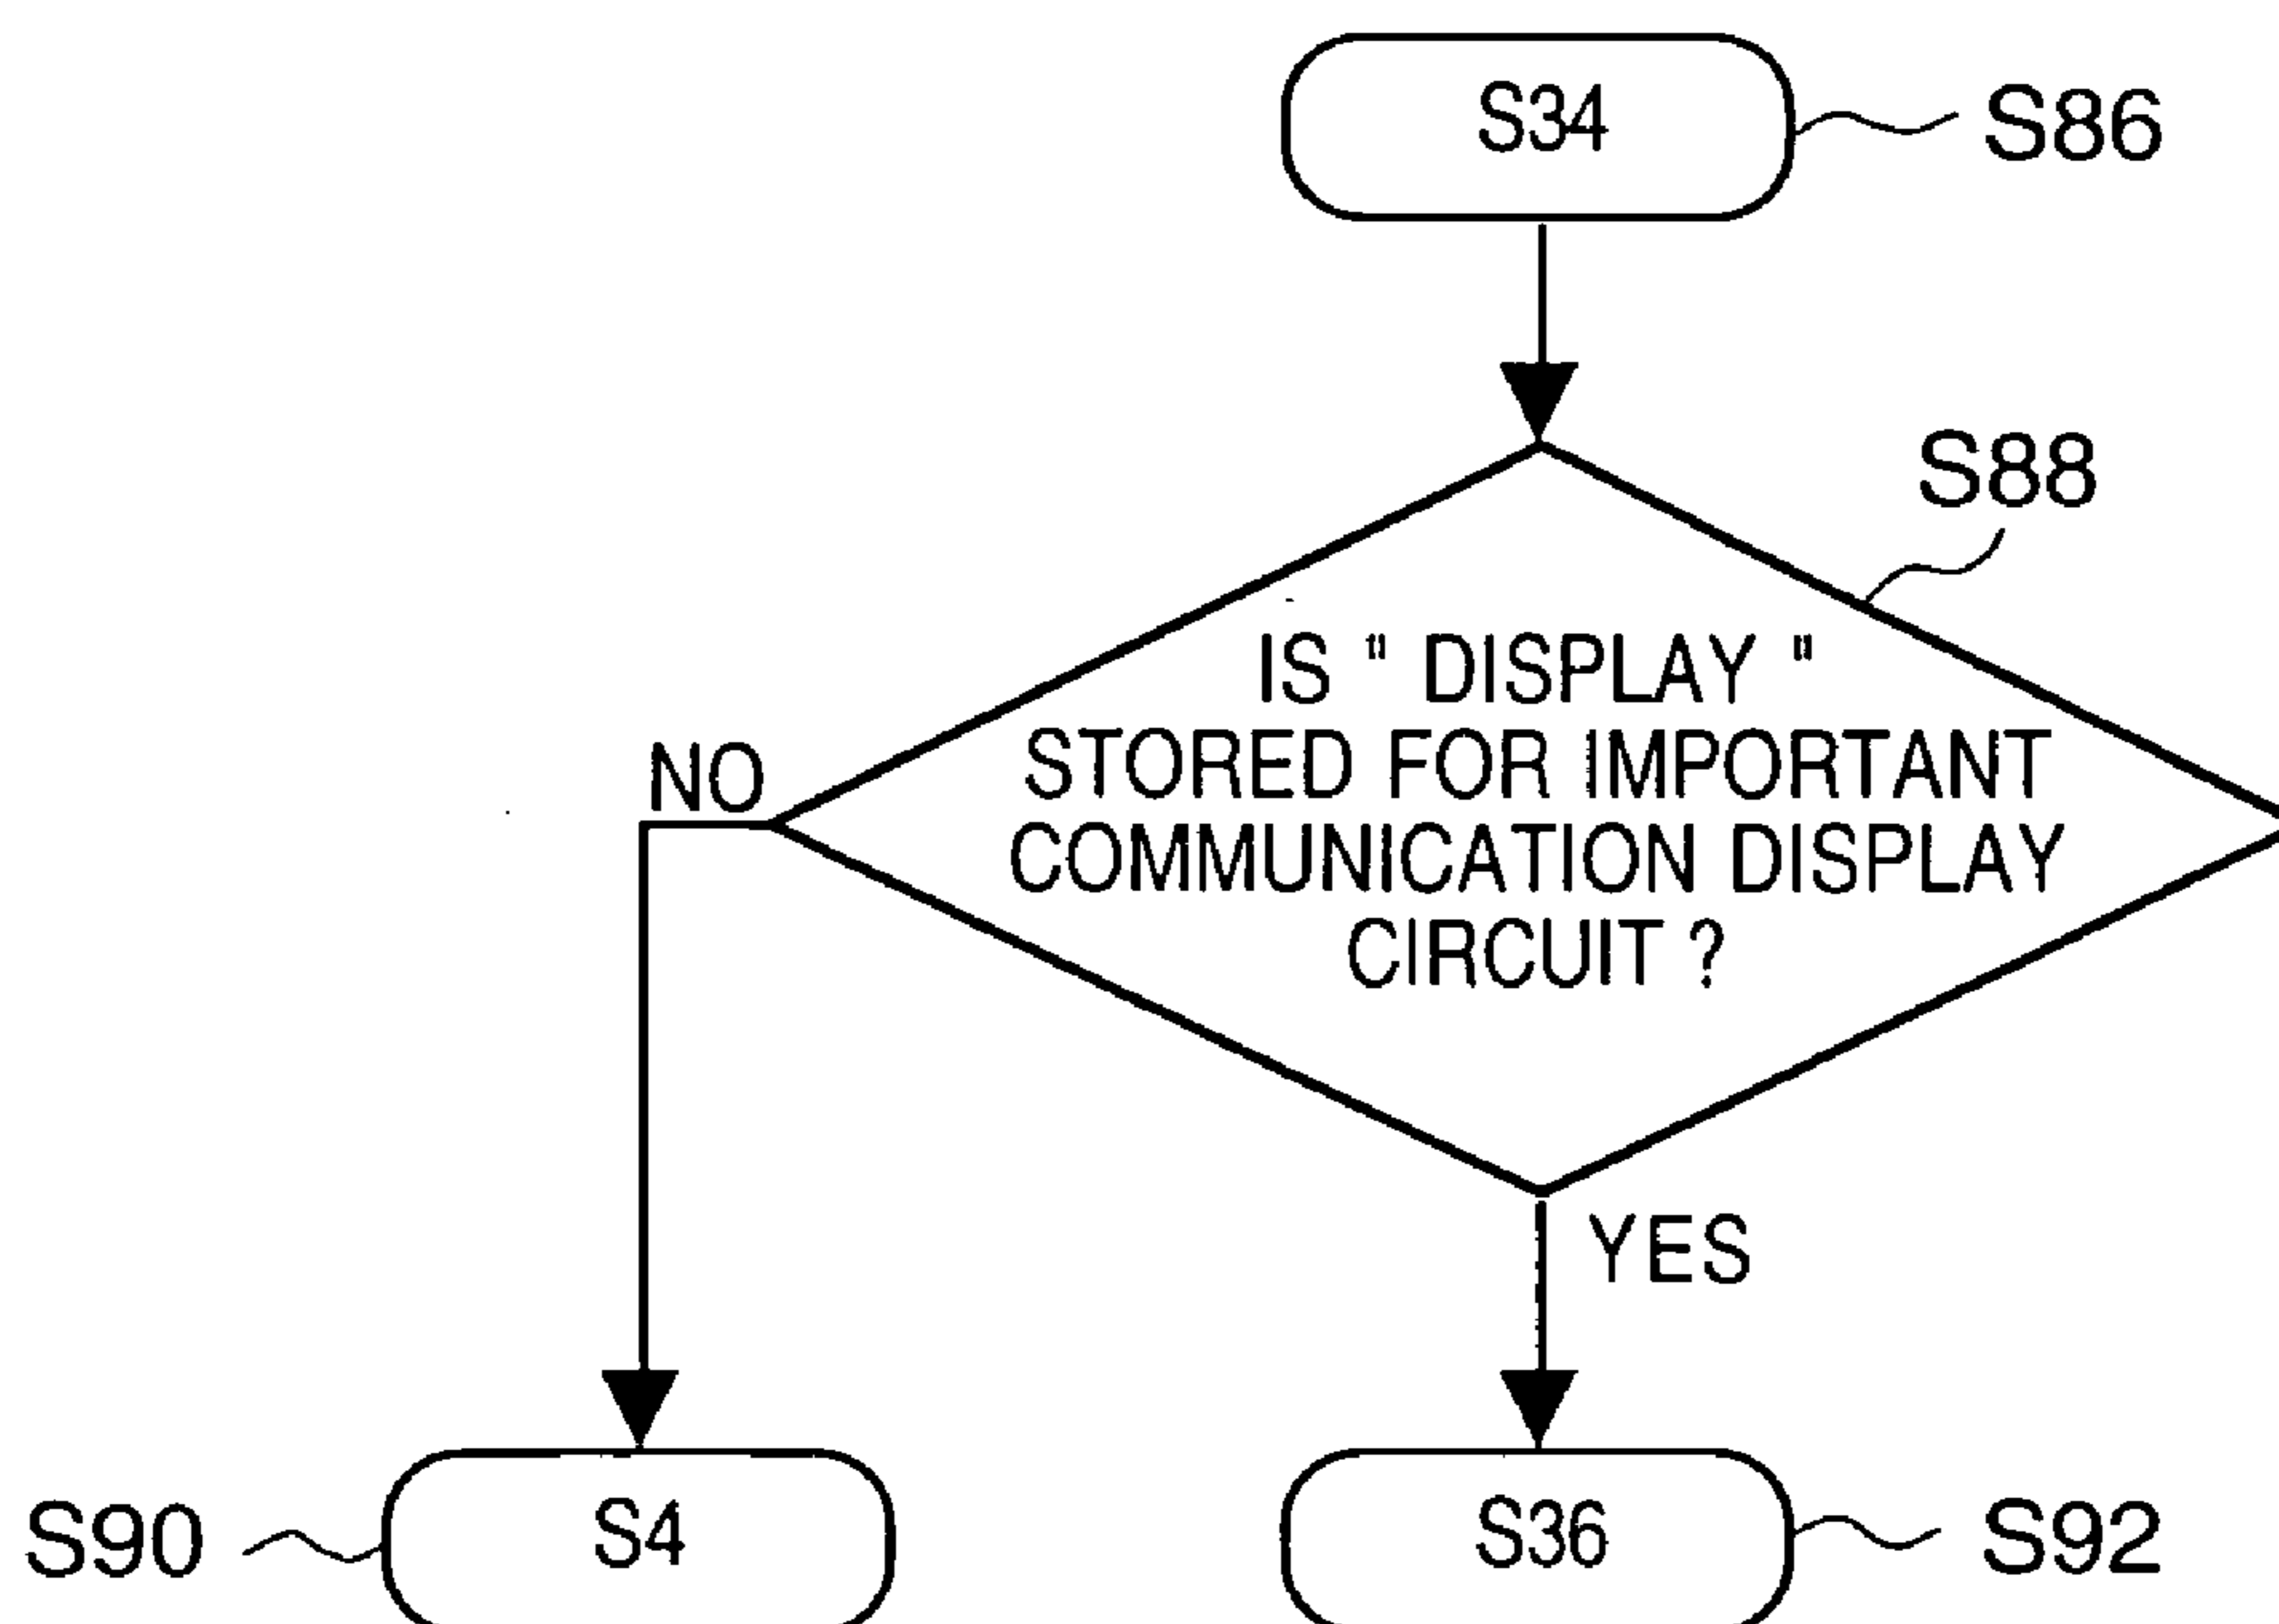 S34
S86
S88
IS " DISPLAY "
STORED FOR IMPORTANT
COMMUNICATION DISPLAY
CIRCUIT ?
NO
YES
S90
S4
S36
S92